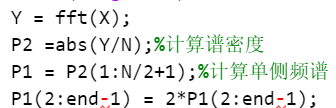 Y = fft(X);
P2 =abs(Y/N);%计算谱密度
P1 = P2(1:N/2+1);%计算单侧频谱
P1(2:end-1) = 2*P1(2:end-1);